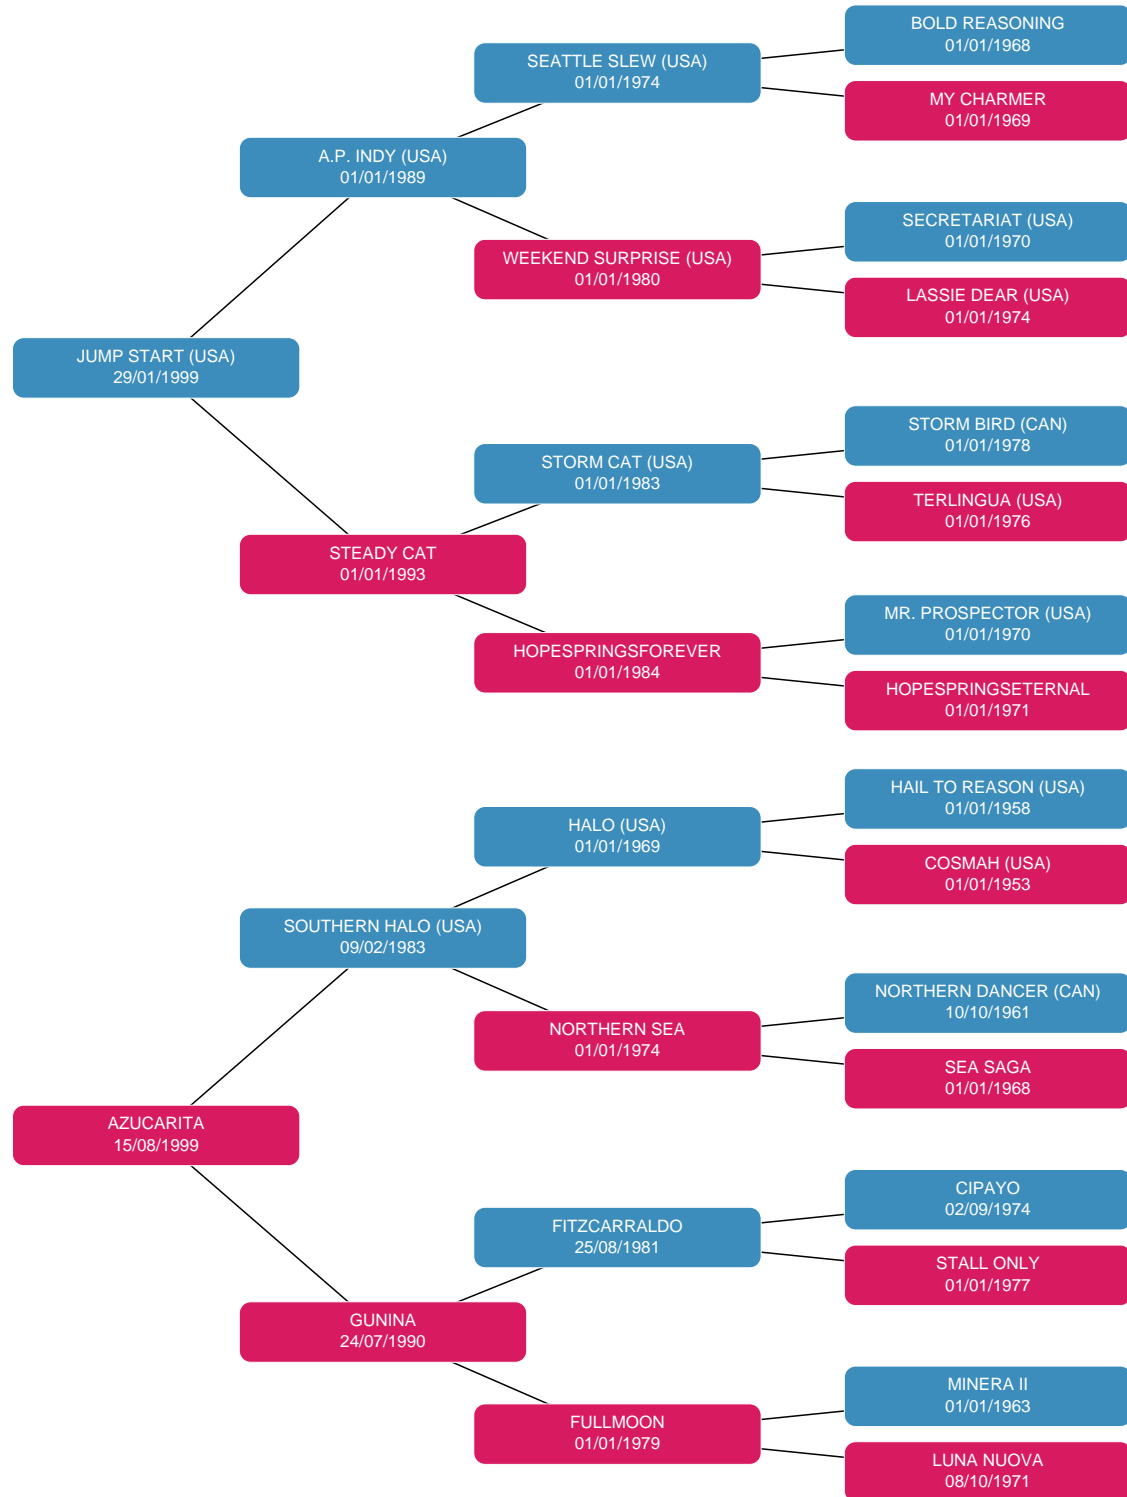 BOLD REASONING
01/01/1968
SEATTLE SLEW (USA)
01/01/1974
MY CHARMER
01/01/1969
A.P. INDY (USA)
01/01/1989
SECRETARIAT (USA)
01/01/1970
WEEKEND SURPRISE (USA)
01/01/1980
LASSIE DEAR (USA)
01/01/1974
JUMP START (USA)
29/01/1999
STORM BIRD (CAN)
01/01/1978
STORM CAT (USA)
01/01/1983
TERLINGUA (USA)
01/01/1976
STEADY CAT
01/01/1993
MR. PROSPECTOR (USA)
01/01/1970
HOPESPRINGSFOREVER
01/01/1984
HOPESPRINGSETERNAL
01/01/1971
HAIL TO REASON (USA)
01/01/1958
HALO (USA)
01/01/1969
COSMAH (USA)
01/01/1953
SOUTHERN HALO (USA)
09/02/1983
NORTHERN DANCER (CAN)
10/10/1961
NORTHERN SEA
01/01/1974
SEA SAGA
01/01/1968
AZUCARITA
15/08/1999
CIPAYO
02/09/1974
FITZCARRALDO
25/08/1981
STALL ONLY
01/01/1977
GUNINA
24/07/1990
MINERA II
01/01/1963
FULLMOON
01/01/1979
LUNA NUOVA
08/10/1971